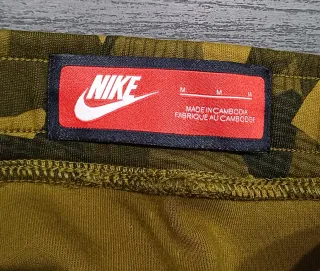 NIKE
M M M
MADE IN CAMBODIA
FABRIQUE AU CAMBODGE